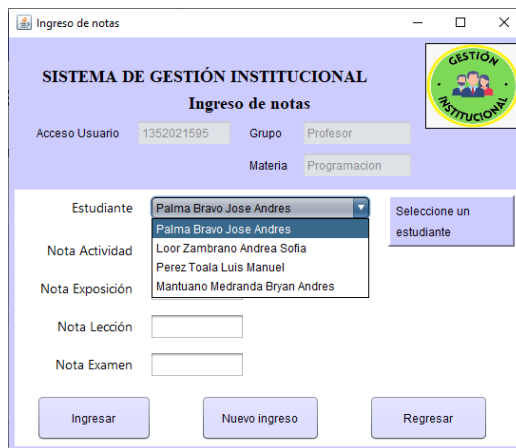 Ingreso de notas
SISTEMA DE GESTIÓN INSTITUCIONAL
Ingreso de notas
GESTIÓN
INSTITUCIONAL
Acceso Usuario 1352021595 Grupo Profesor
Materia Programacion
Estudiante Palma Bravo Jose Andres
Seleccione un
estudiante
Palma Bravo Jose Andres
Loor Zambrano Andrea Sofia
Perez Toala Luis Manuel
Mantuano Medranda Bryan Andres
Nota Actividad
Nota Exposición
Nota Lección
Nota Examen
Ingresar Nuevo ingreso Regresar